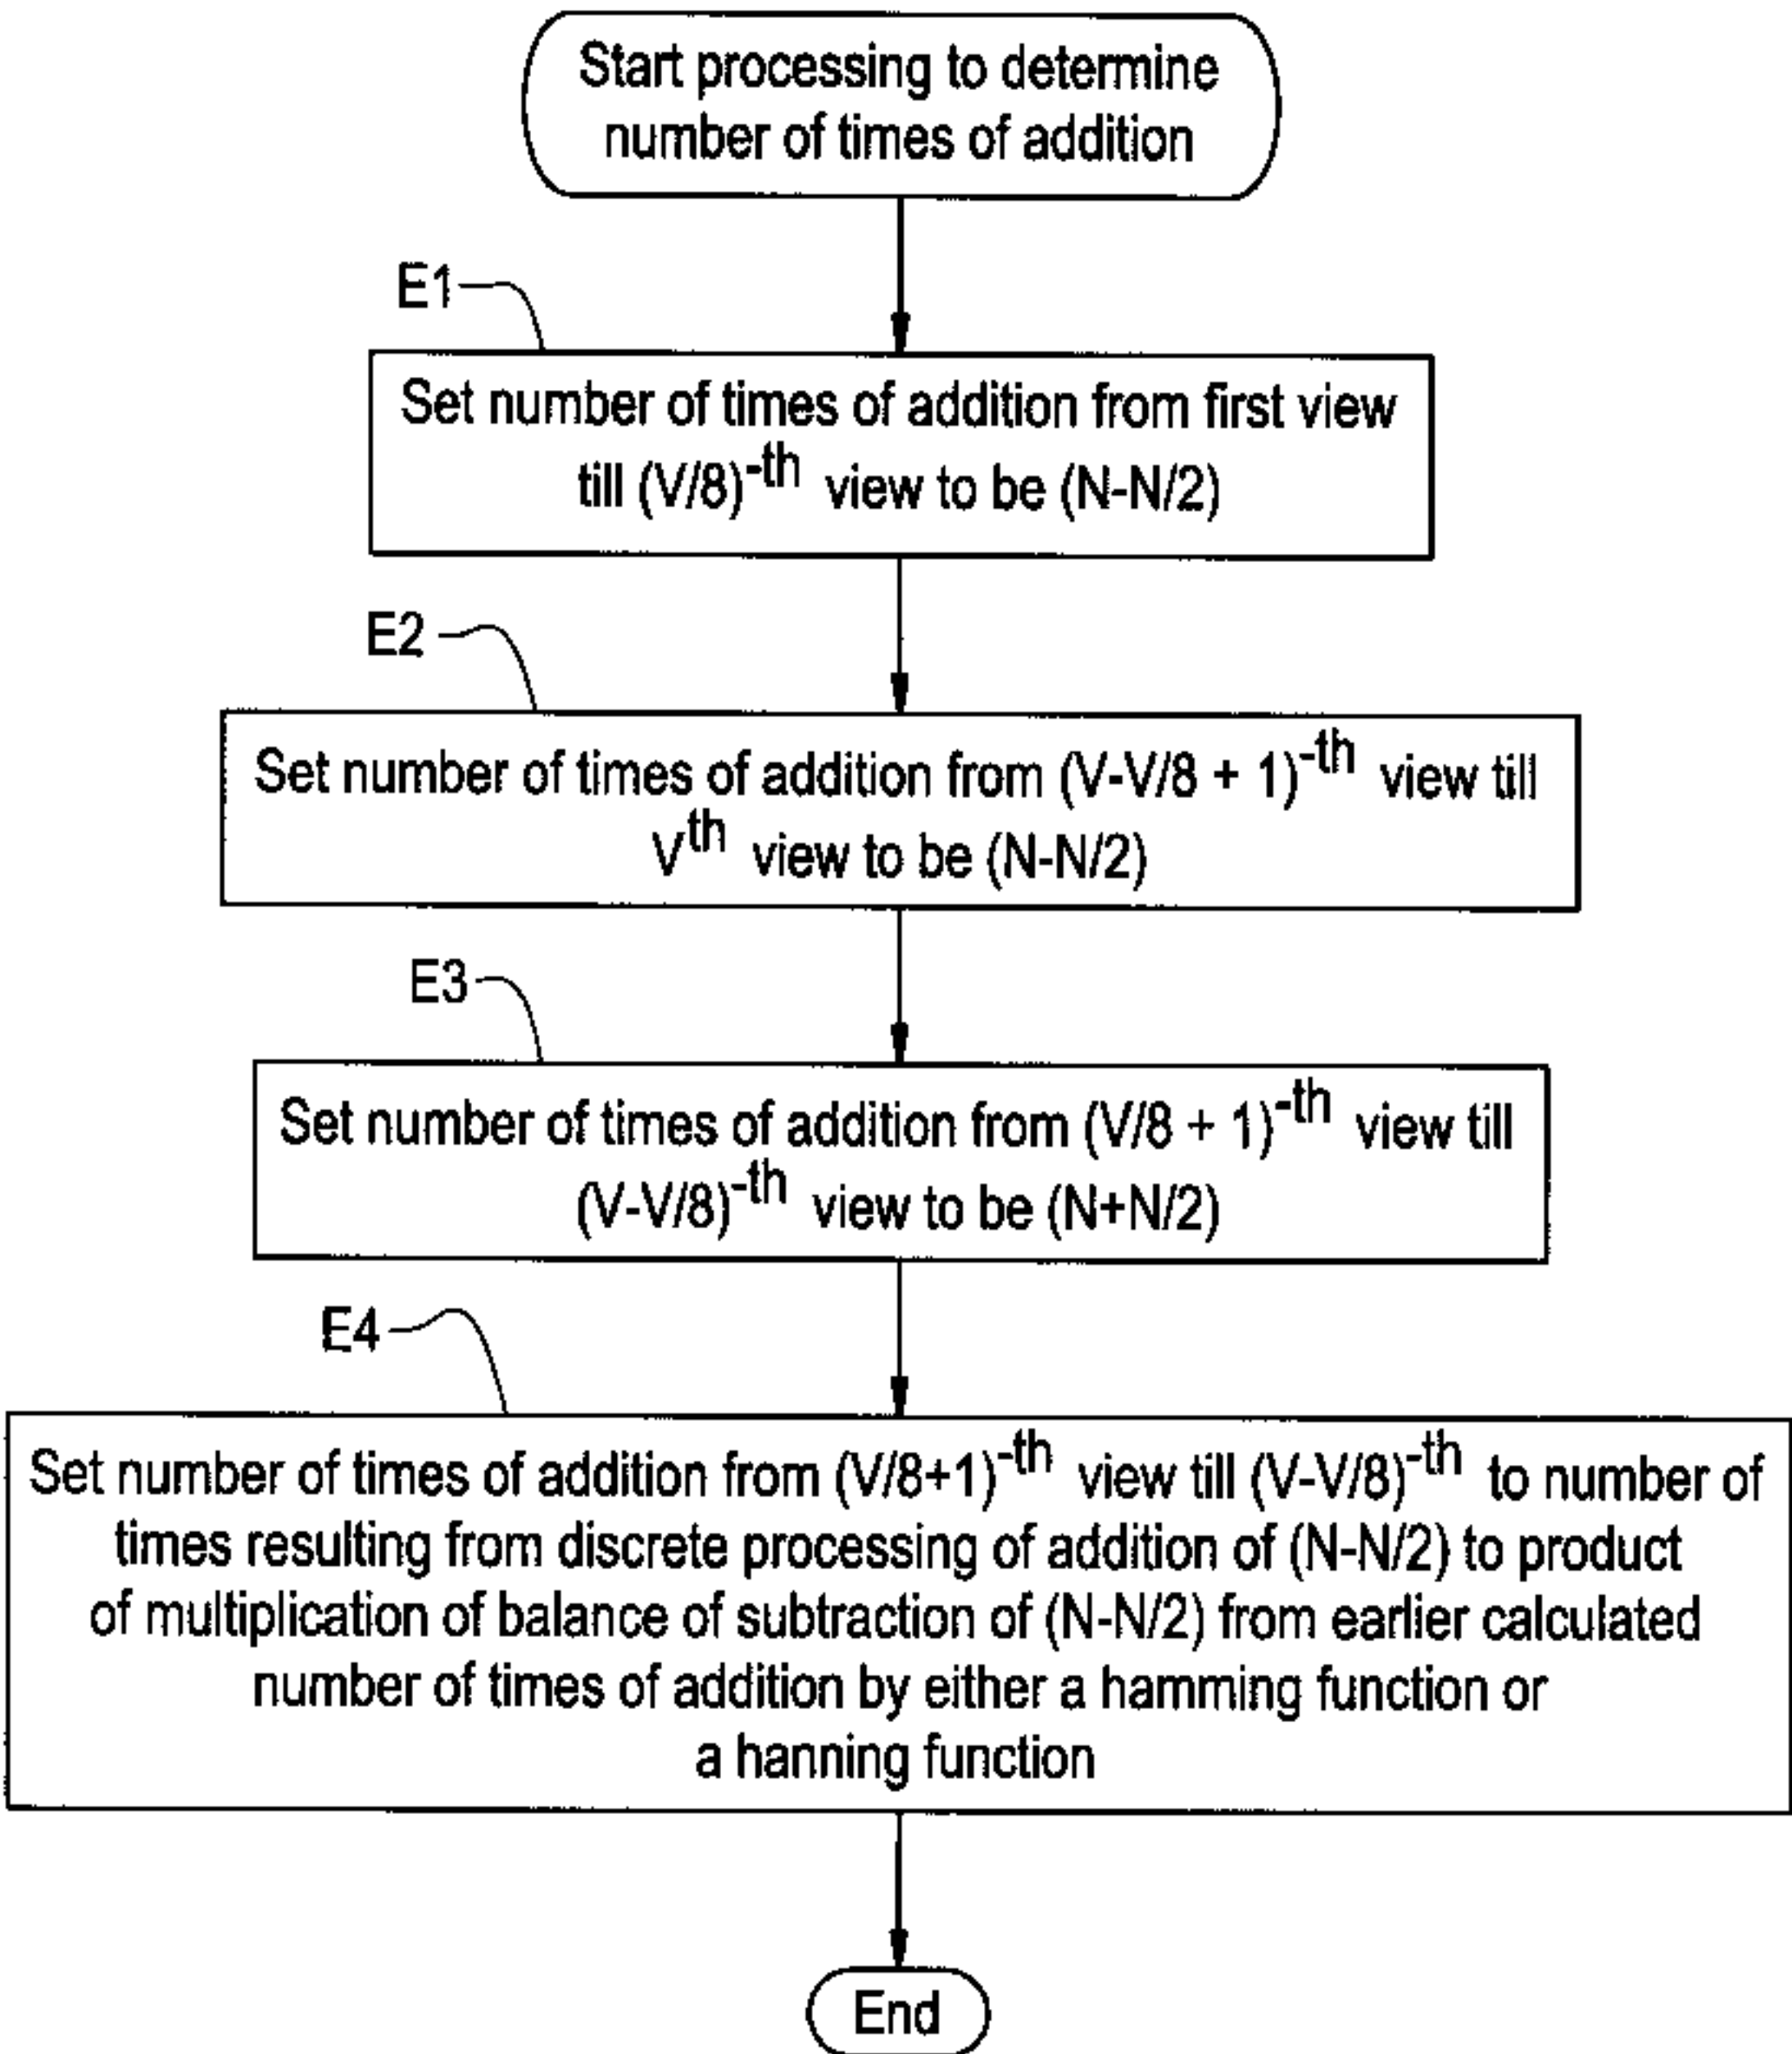 Start processing to determine
number of times of addition
E1
Set number of times of addition from first view
till (V/8)-th view to be (N-N/2)
E2
Set number of times of addition from (V-V/8 + 1)-th view till
Vth view to be (N-N/2)
E3
Set number of times of addition from (V/8 + 1)-th view till
(V-V/8)-th view to be (N+N/2)
E4
Set number of times of addition from (V/8+1)-th view till (V-V/8)-th to number of
times resulting from discrete processing of addition of (N-N/2) to product
of multiplication of balance of subtraction of (N-N/2) from earlier calculated
number of times of addition by either a hamming function or
a hanning function
End